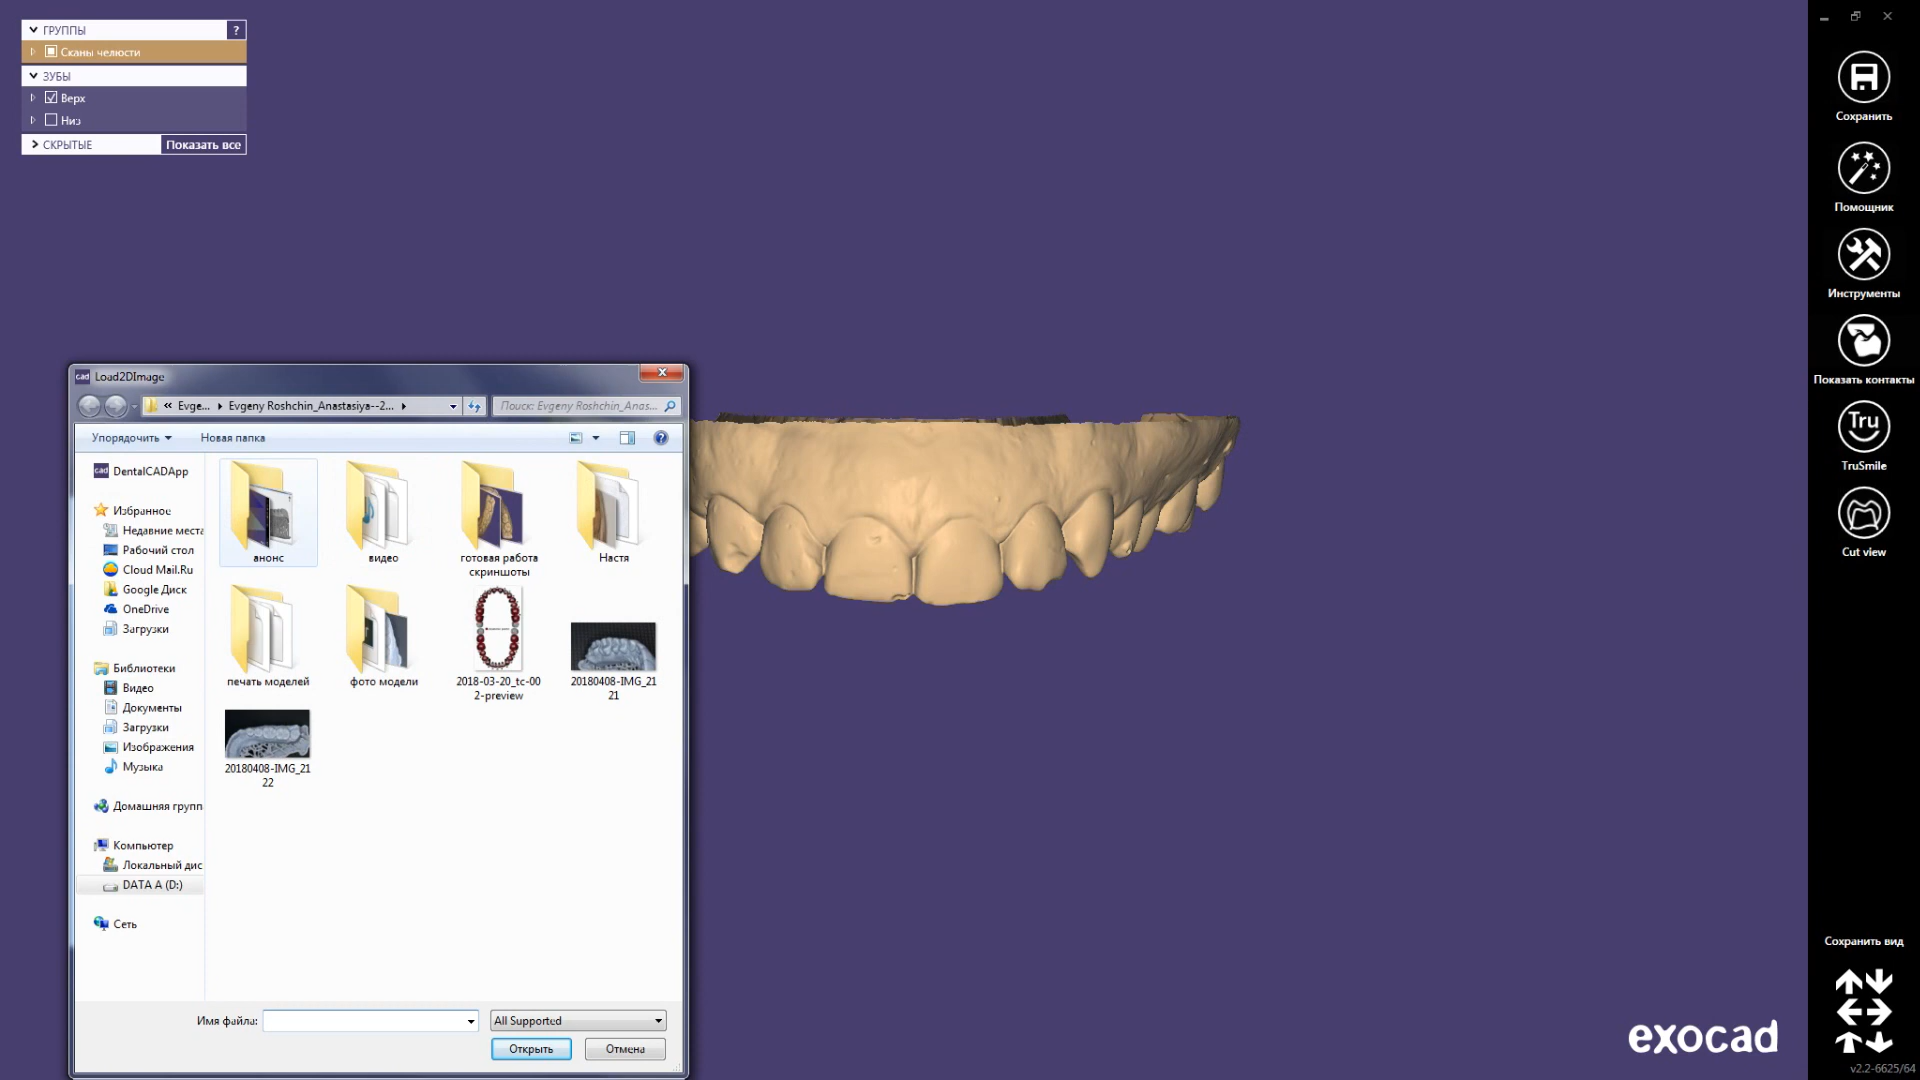 ГРУППЫ
?
Сканы челюсти
ЗУБЫ
Верх
Низ
СКРЫТЫЕ
Показать все
Сохранить
Помощник
Инструменты
Показать контакты
Tru
TruSmile
Cut view
cad Load2DImage
« Evge... Evgeny Roshchin_Anastasiya--2...
Поиск: Evgeny Roshchin_Anas...
Упорядочить
Новая папка
cad DentalCADApp
Избранное
Недавние места
Рабочий стол
Cloud Mail.Ru
Google Диск
OneDrive
Загрузки
Библиотеки
Видео
Документы
Загрузки
Изображения
Музыка
Домашняя групп
Компьютер
Локальный дис
DATA A (D:)
Сеть
анонс
видео
готовая работа
скриншоты
Настя
печать моделей
фото модели
2018-03-20_tc-00
2-preview
20180408-IMG_21
21
20180408-IMG_21
22
Имя файла:
All Supported
Открыть
Отмена
Сохранить вид
exocad
v2.2-6625/64